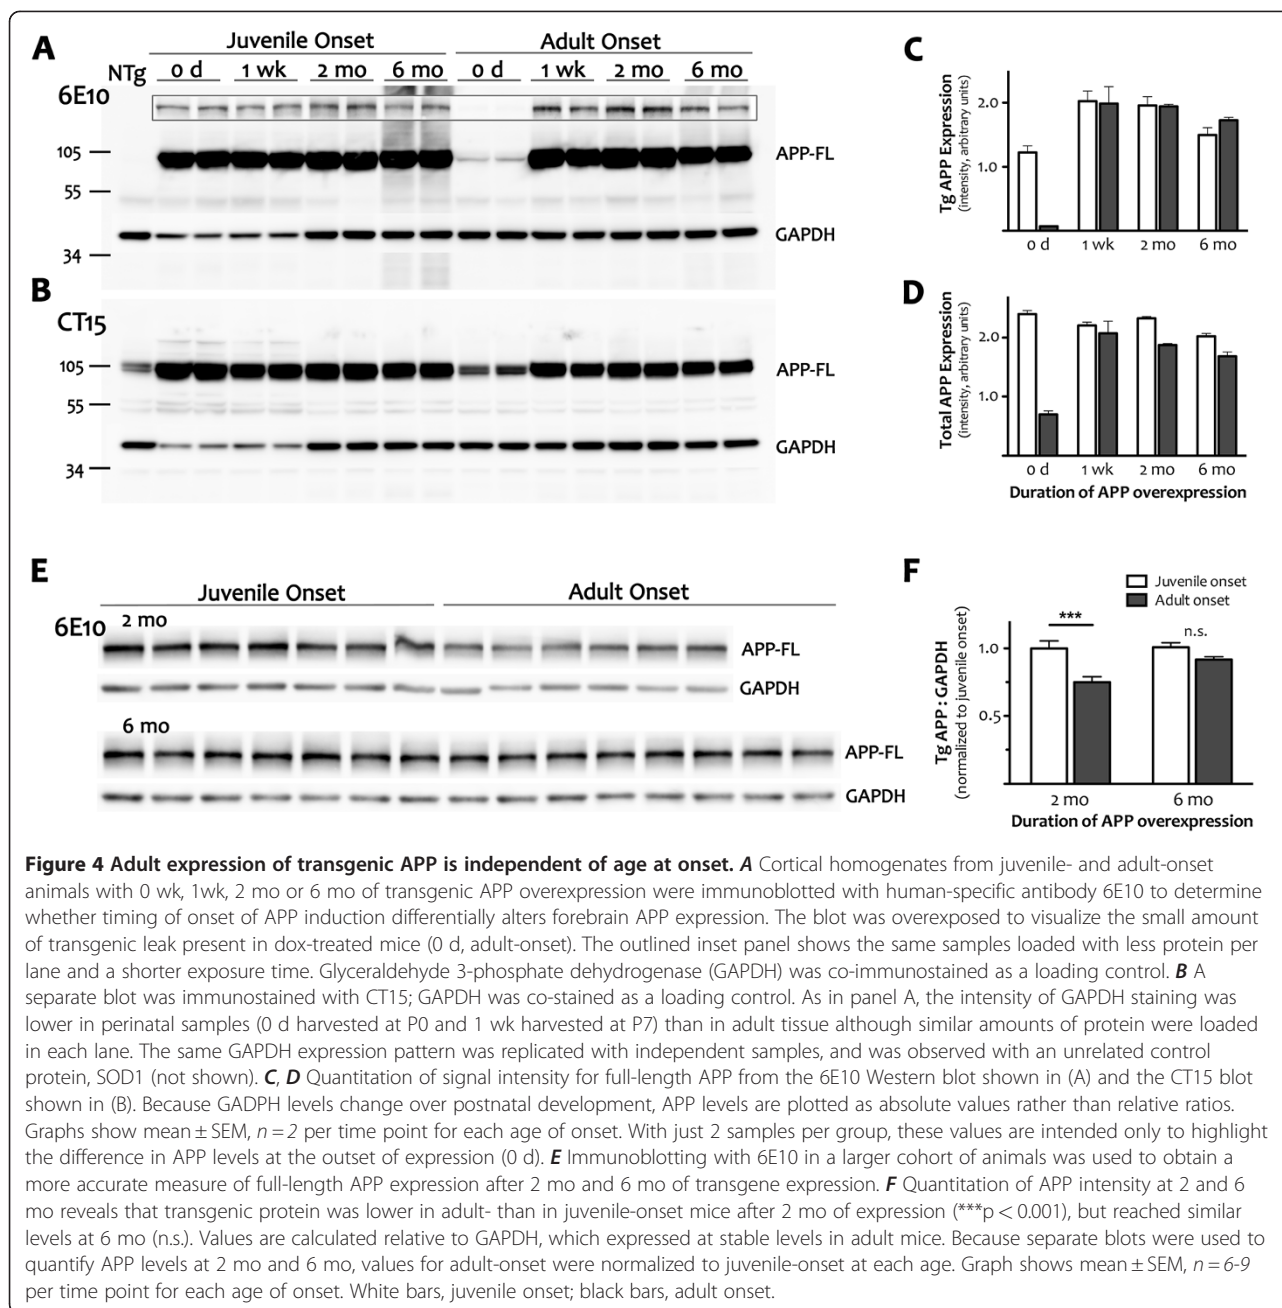 A
Juvenile Onset
Adult Onset
NTg
0 d
1 wk
2 mo
6 mo
0 d
1 wk
2 mo
6 mo
6E10
105
55
34
APP-FL
GAPDH
B
CT15
105
55
34
APP-FL
GAPDH
C
Tg APP Expression
(intensity, arbitrary units)
2.0
1.0
0 d
1 wk
2 mo
6 mo
D
Total APP Expression
(intensity, arbitrary units)
2.0
1.0
0 d
1 wk
2 mo
6 mo
Duration of APP overexpression
E
Juvenile Onset
Adult Onset
6E10
2 mo
APP-FL
GAPDH
6 mo
APP-FL
GAPDH
F
Juvenile onset
Adult onset
Tg APP : GAPDH
(normalized to juvenile onset)
1.0
0.5
***
n.s.
2 mo
6 mo
Duration of APP overexpression
Figure 4 Adult expression of transgenic APP is independent of age at onset. A Cortical homogenates from juvenile- and adult-onset
animals with 0 wk, 1wk, 2 mo or 6 mo of transgenic APP overexpression were immunoblotted with human-specific antibody 6E10 to determine
whether timing of onset of APP induction differentially alters forebrain APP expression. The blot was overexposed to visualize the small amount
of transgenic leak present in dox-treated mice (0 d, adult-onset). The outlined inset panel shows the same samples loaded with less protein per
lane and a shorter exposure time. Glyceraldehyde 3-phosphate dehydrogenase (GAPDH) was co-immunostained as a loading control. B A
separate blot was immunostained with CT15; GAPDH was co-stained as a loading control. As in panel A, the intensity of GAPDH staining was
lower in perinatal samples (0 d harvested at P0 and 1 wk harvested at P7) than in adult tissue although similar amounts of protein were loaded
in each lane. The same GAPDH expression pattern was replicated with independent samples, and was observed with an unrelated control
protein, SOD1 (not shown). C, D Quantitation of signal intensity for full-length APP from the 6E10 Western blot shown in (A) and the CT15 blot
shown in (B). Because GADPH levels change over postnatal development, APP levels are plotted as absolute values rather than relative ratios.
Graphs show mean ± SEM, n = 2 per time point for each age of onset. With just 2 samples per group, these values are intended only to highlight
the difference in APP levels at the outset of expression (0 d). E Immunoblotting with 6E10 in a larger cohort of animals was used to obtain a
more accurate measure of full-length APP expression after 2 mo and 6 mo of transgene expression. F Quantitation of APP intensity at 2 and 6
mo reveals that transgenic protein was lower in adult- than in juvenile-onset mice after 2 mo of expression (***p < 0.001), but reached similar
levels at 6 mo (n.s.). Values are calculated relative to GAPDH, which expressed at stable levels in adult mice. Because separate blots were used to
quantify APP levels at 2 mo and 6 mo, values for adult-onset were normalized to juvenile-onset at each age. Graph shows mean ± SEM, n = 6-9
per time point for each age of onset. White bars, juvenile onset; black bars, adult onset.